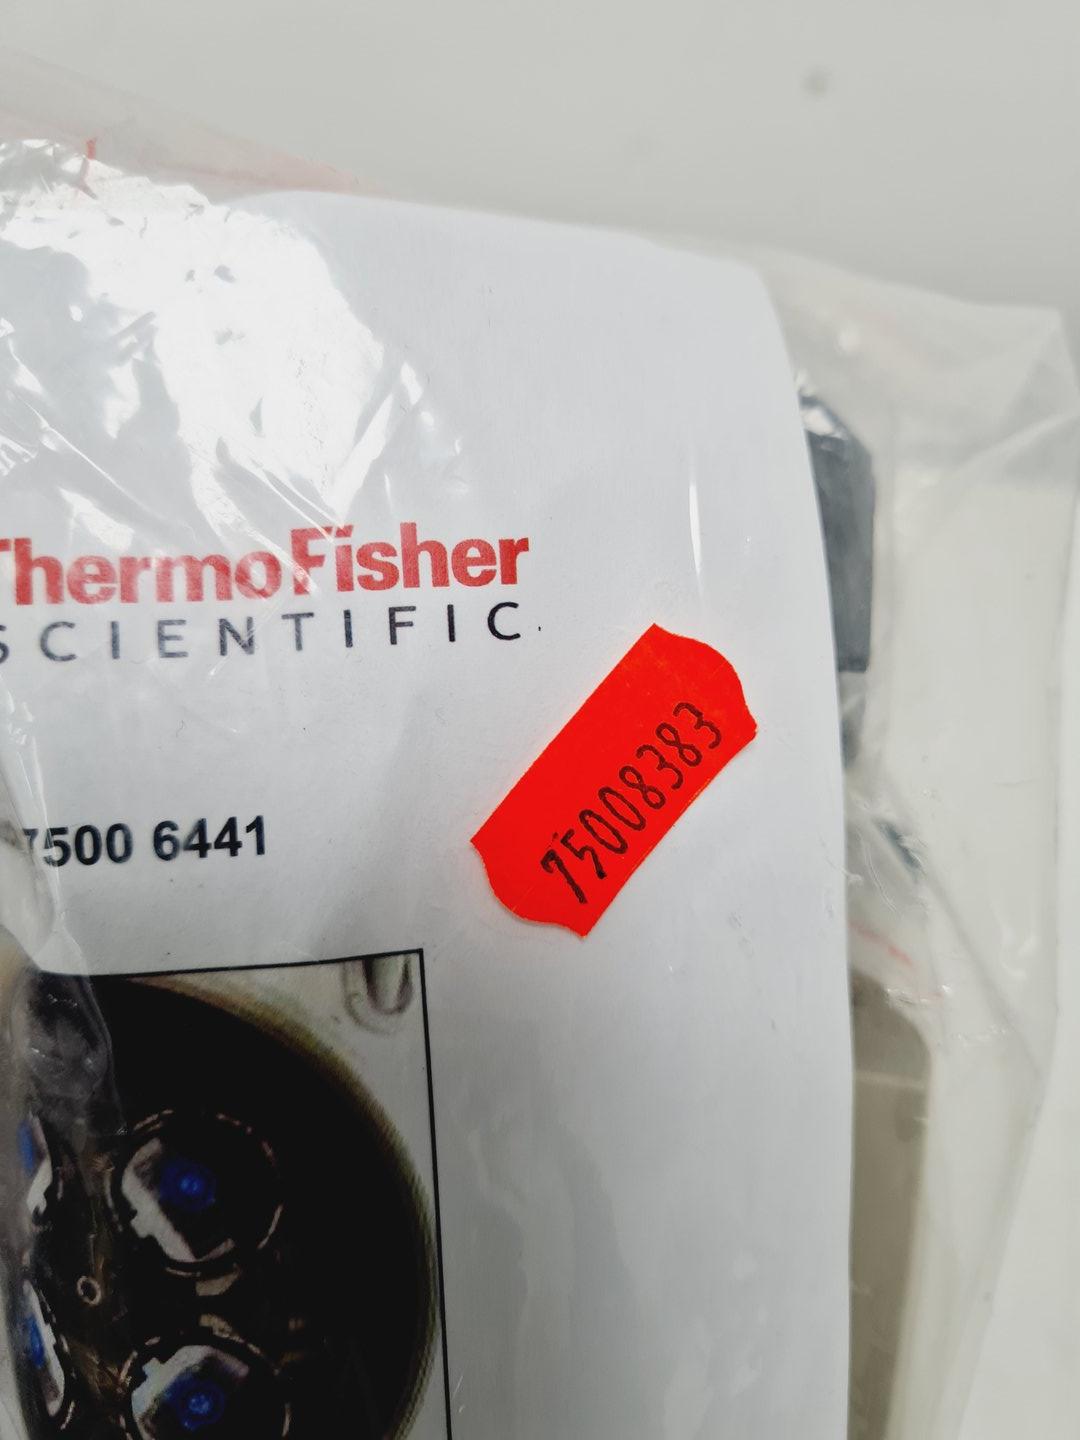 ThermoFisher
SCIENTIFIC
7500 6441
75008383